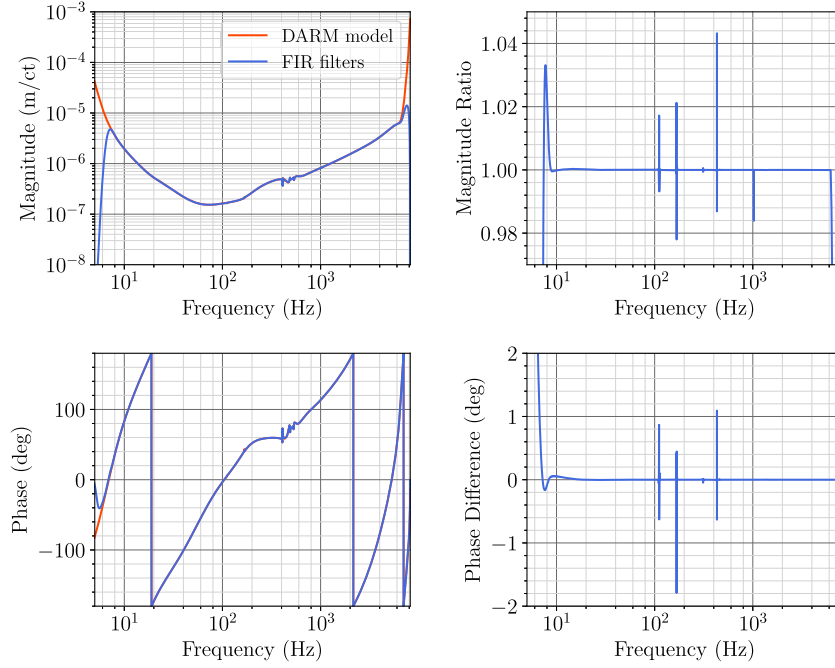 10⁻³
10⁻⁴
10⁻⁵
10⁻⁶
10⁻⁷
10⁻⁸
Magnitude (m/ct)
DARM model
FIR filters
10¹ 10² 10³
Frequency (Hz)
1.04
1.02
1.00
0.98
Magnitude Ratio
10¹ 10² 10³
Frequency (Hz)
100
0
−100
Phase (deg)
10¹ 10² 10³
Frequency (Hz)
2
1
0
−1
−2
Phase Difference (deg)
10¹ 10² 10³
Frequency (Hz)